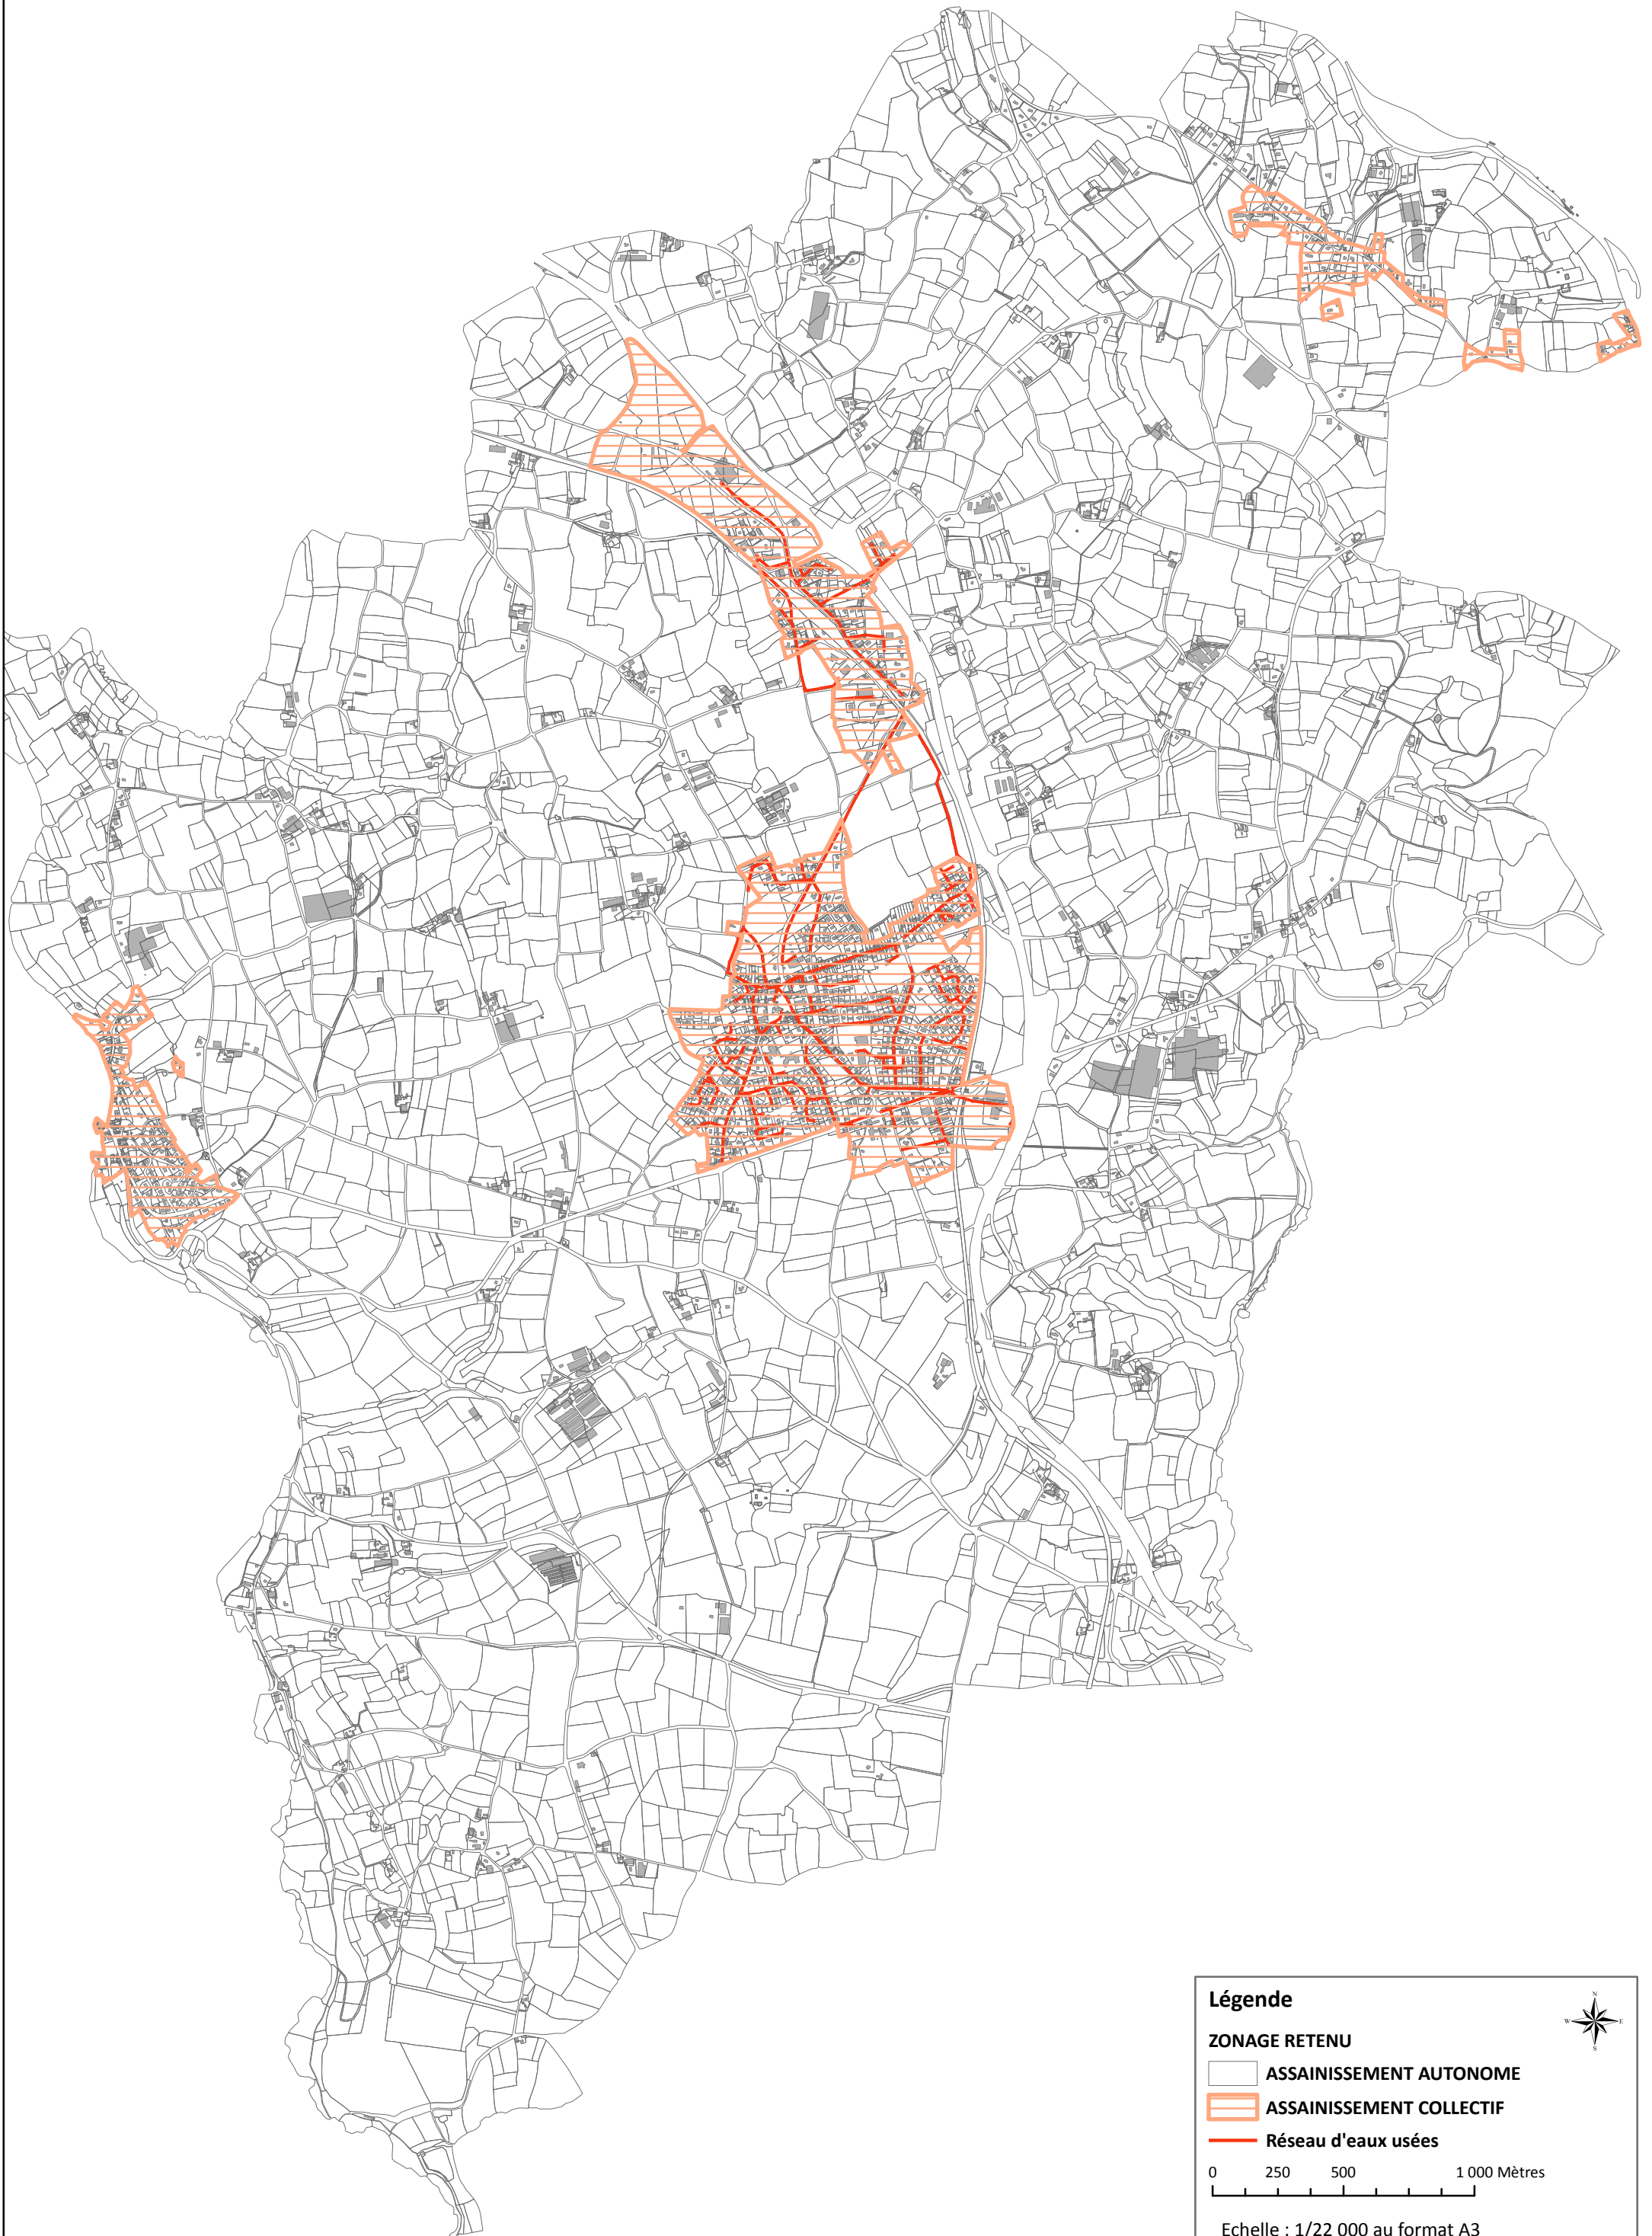 Légende
N
W E
S
ZONAGE RETENU
ASSAINISSEMENT AUTONOME
ASSAINISSEMENT COLLECTIF
Réseau d'eaux usées
0 250 500 1 000 Mètres
Echelle : 1/22 000 au format A3